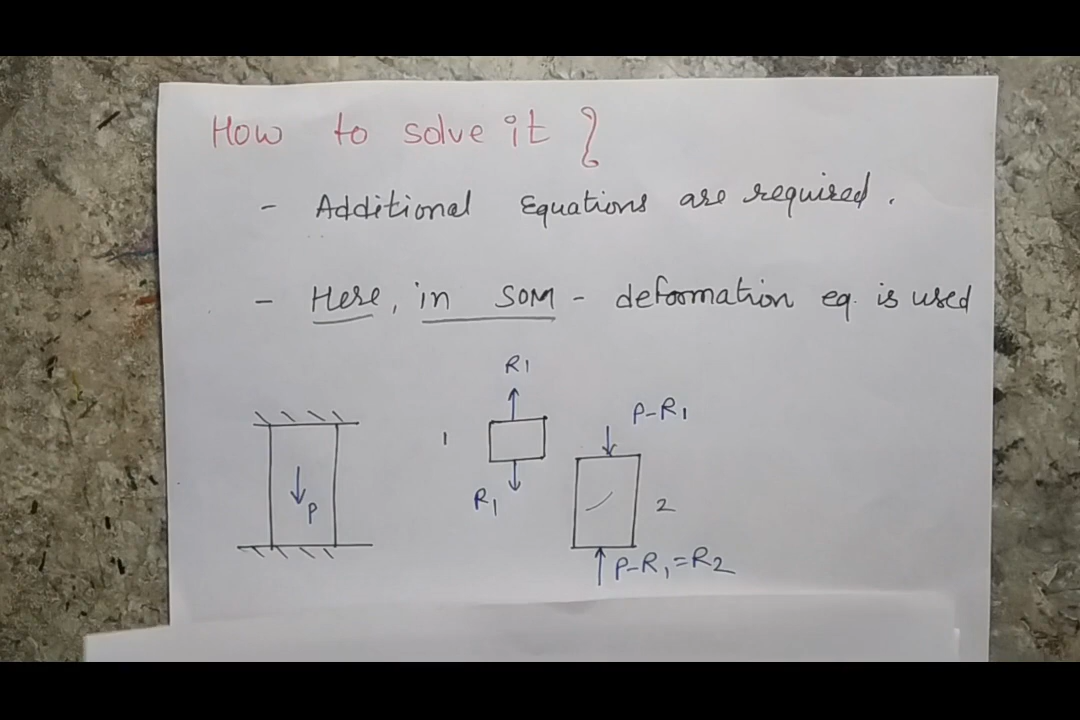 How to solve it ?
- Additional Equations are required.
- Here, in SOM - deformation eq. is used
R1
P-R1
1
P
R1
2
P-R1=R2